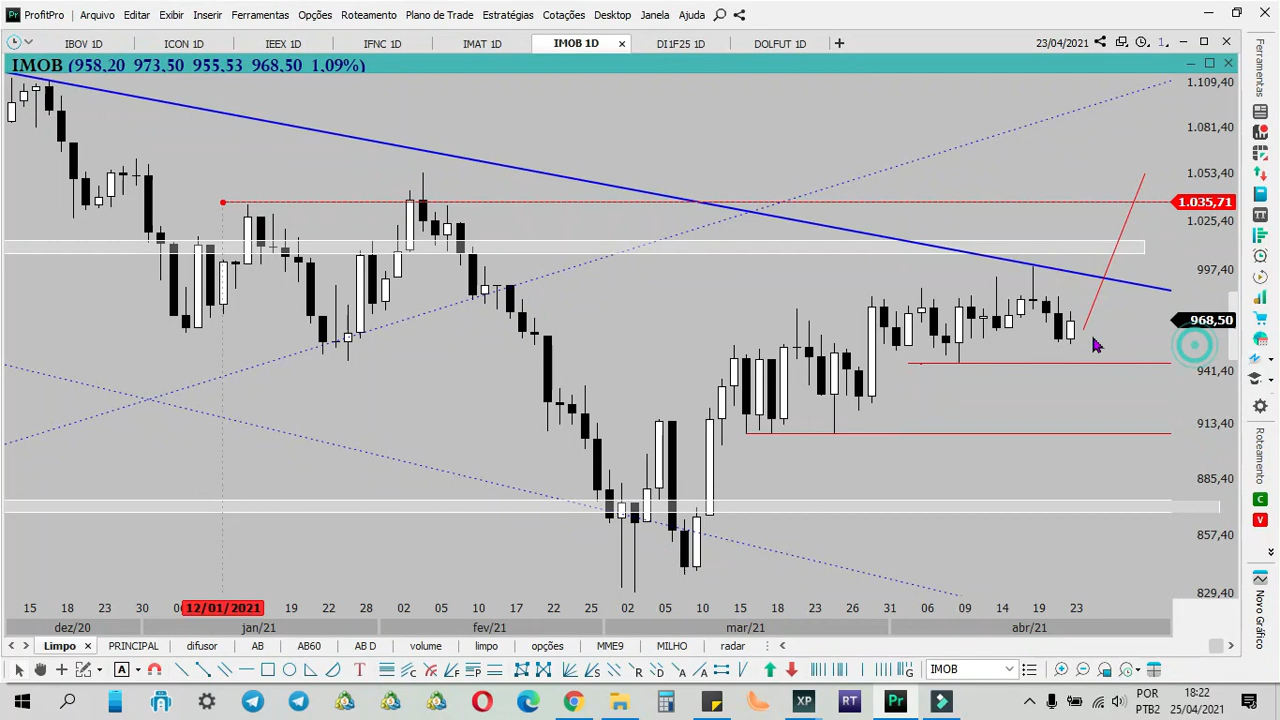 ProfitPro Arquivo Editar Exibir Inserir Ferramentas Opções Roteamento Plano de Trade Estratégias Cotações Desktop Janela Ajuda
IBOV 1D ICON 1D IEEX 1D IFNC 1D IMAT 1D IMOB 1D x DI1F25 1D DOLFUT 1D + 23/04/2021 1
IMOB (958,20 973,50 955,53 968,50 1,09%)
1.109,40
1.081,40
1.053,40
1.035,71
1.025,40
997,40
968,50
941,40
913,40
885,40
857,40
829,40
Ferramentas
Roteamento
C
V
Novo Gráfico
15 18 23 30 12/01/2021 19 22 28 02 05 10 17 22 25 02 05 10 15 18 23 26 31 06 09 14 19 23
dez/20 jan/21 fev/21 mar/21 abr/21
Limpo x PRINCIPAL difusor AB AB60 AB D volume limpo opções MME9 MILHO radar
IMOB
XP RT Pr
POR 18:22
PTB2 25/04/2021